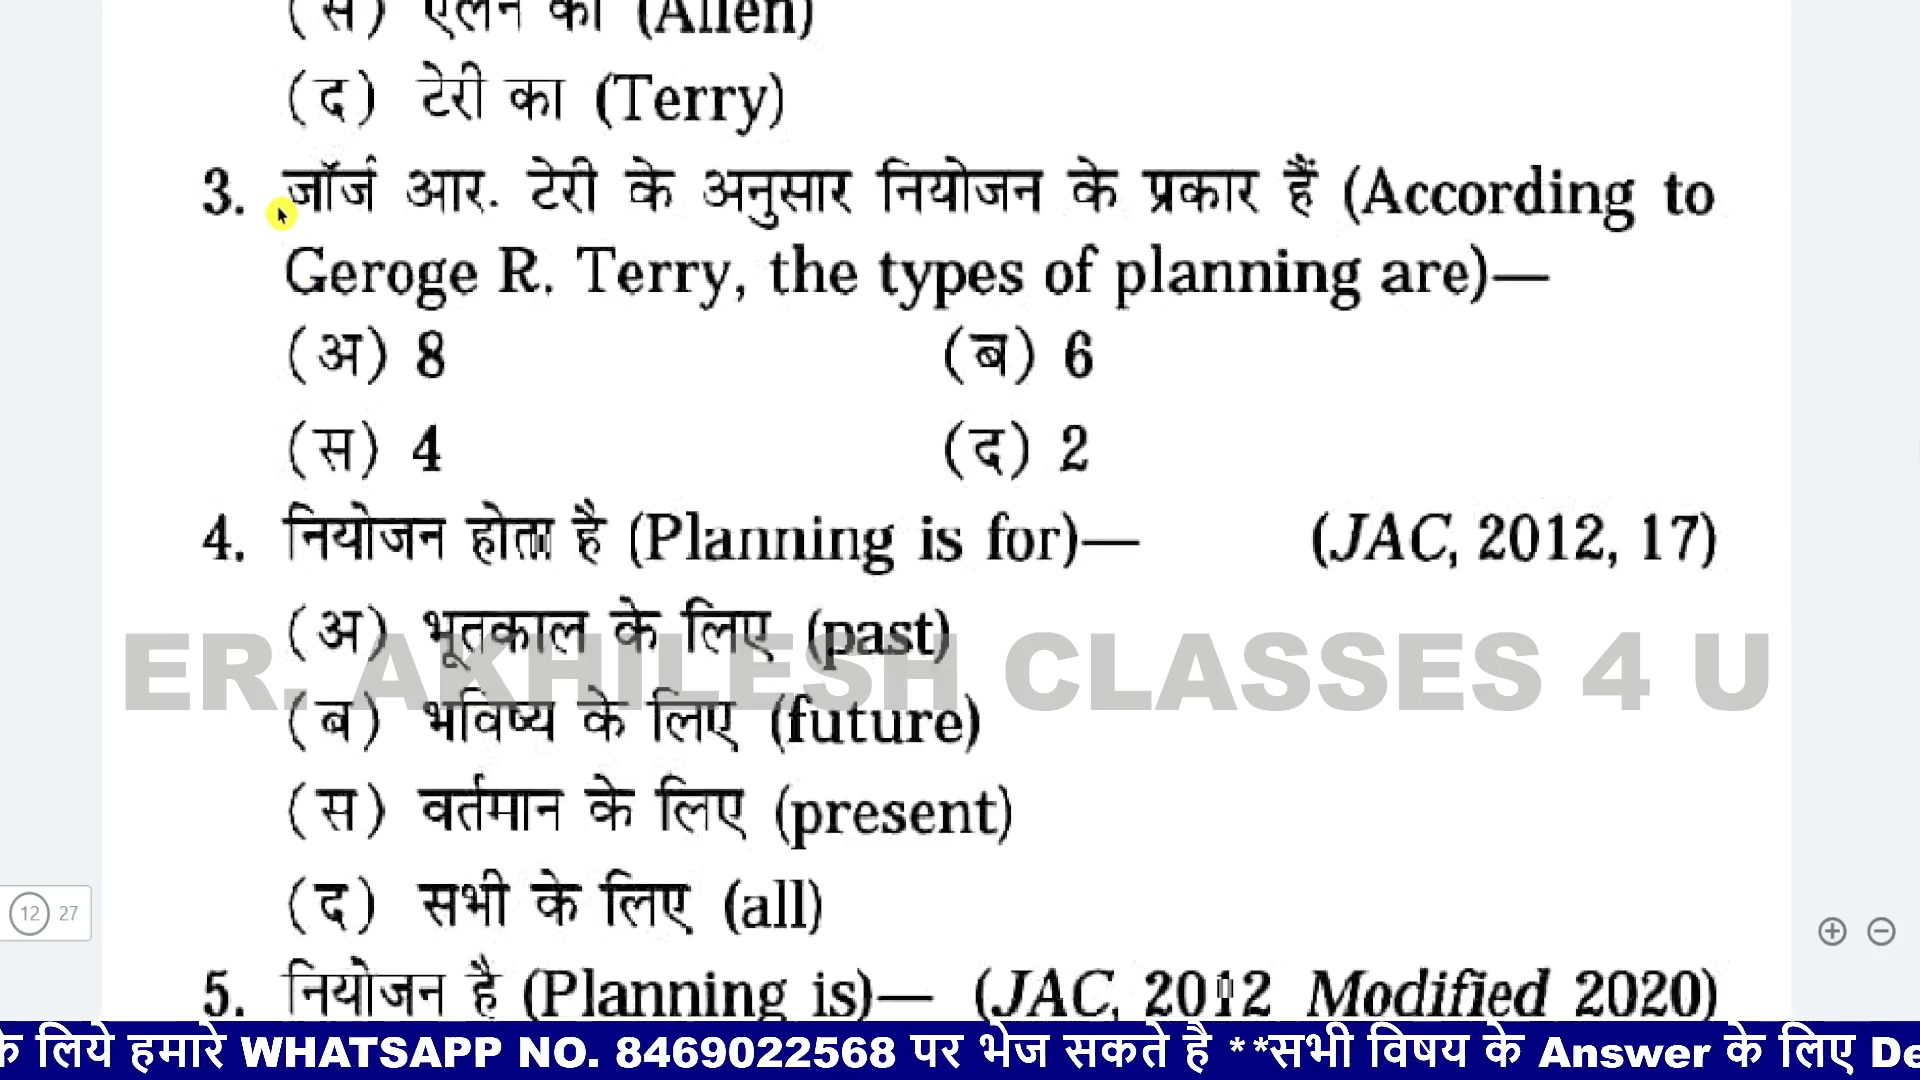 (स) एलन का (Allen)
(द) टेरी का (Terry)
3. जॉर्ज आर. टेरी के अनुसार नियोजन के प्रकार हैं (According to
Geroge R. Terry, the types of planning are)—
(अ) 8 (ब) 6
(स) 4 (द) 2
4. नियोजन होता है (Planning is for)— (JAC, 2012, 17)
(अ) भूतकाल के लिए (past)
ER. AKHILESH CLASSES 4 U
(ब) भविष्य के लिए (future)
(स) वर्तमान के लिए (present)
(द) सभी के लिए (all)
12 27
5. नियोजन है (Planning is)— (JAC, 2012 Modified 2020)
के लिये हमारे WHATSAPP NO. 8469022568 पर भेज सकते है **सभी विषय के Answer के लिए De